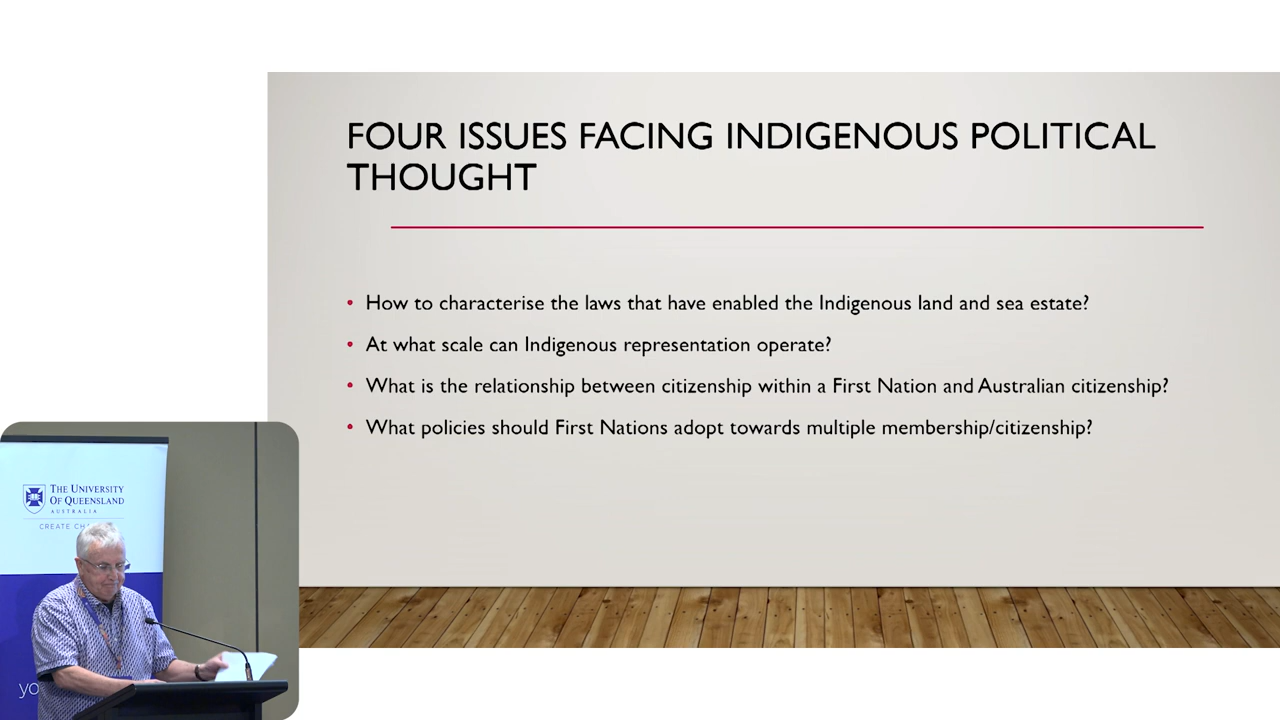 FOUR ISSUES FACING INDIGENOUS POLITICAL
THOUGHT
• How to characterise the laws that have enabled the Indigenous land and sea estate?
• At what scale can Indigenous representation operate?
• What is the relationship between citizenship within a First Nation and Australian citizenship?
• What policies should First Nations adopt towards multiple membership/citizenship?
THE UNIVERSITY
OF QUEENSLAND
AUSTRALIA
CREATE